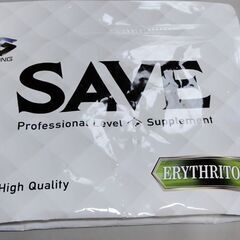 SAVE
Professional Level Supplement
High Quality
ERYTHRITO